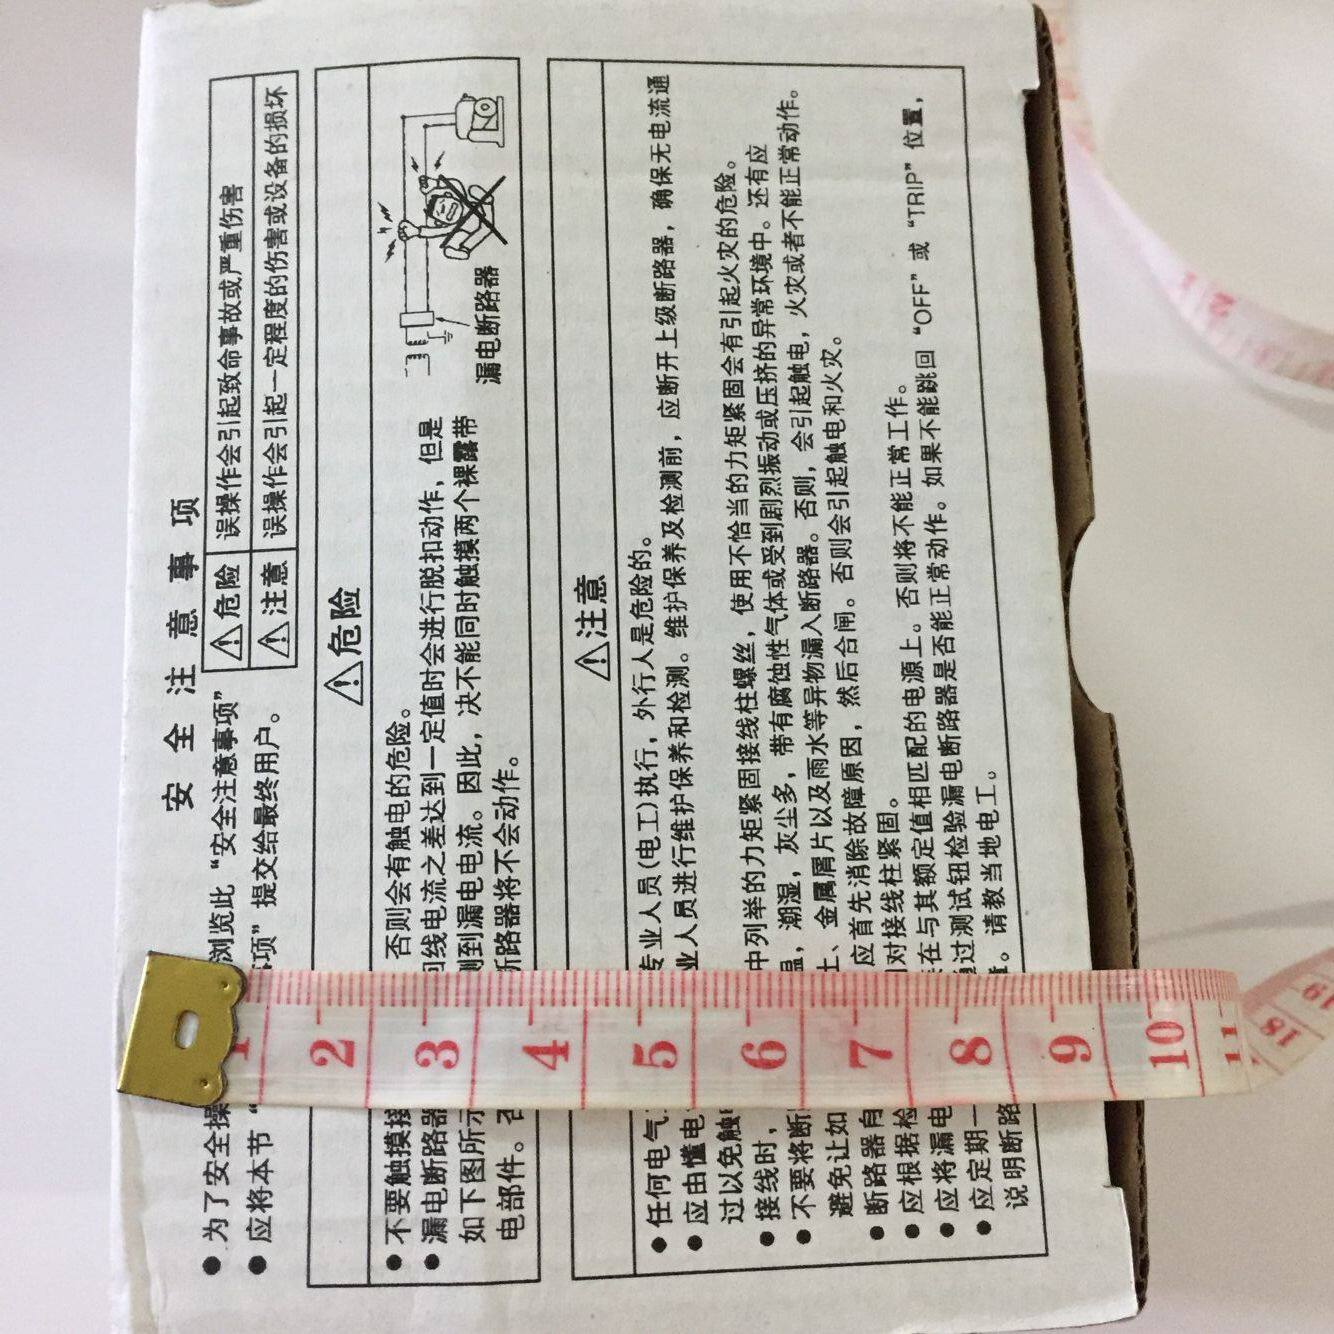 安全注意事项
● 为了安全操 浏览此“安全注意事项”
● 应将本节“ 事项”提交给最终用户。
危险 误操作会引起致命事故或严重伤害
注意 误操作会引起一定程度的伤害或设备的损坏
危险
● 不要触摸接 否则会有触电的危险。
● 漏电断路器 回线电流之差达到一定值时会进行脱扣动作，但是
如下图所示 测到漏电电流。因此，决不能同时触摸两个裸露带
电部件。否 断路器将不会动作。
漏电断路器
注意
● 任何电气 专业人员(电工)执行，外行人是危险的。
● 应由懂电 业人员进行维护保养和检测。维护保养及检测前，应断开上级断路器，确保无电流通
过以免触电
● 接线时， 中列举的力矩紧固接线柱螺丝，使用不恰当的力矩紧固会有引起火灾的危险。
● 不要将断 温，潮湿，灰尘多，带有腐蚀性气体或受到剧烈振动或压挤的异常环境中。还有应
避免让如 土、金属屑片以及雨水等异物漏入断路器。否则，会引起触电，火灾或者不能正常动作。
● 断路器自 应首先消除故障原因，然后合闸。否则会引起触电和火灾。
● 应根据检 对接线柱紧固。
● 应将漏电 在与其额定值相匹配的电源上。否则将不能正常工作。
● 应定期一 通过测试钮检验漏电断路器是否能正常动作。如果不能跳回“OFF”或“TRIP”位置，
说明断路 请教当地电工。
1 2 3 4 5 6 7 8 9 10 11
18 19